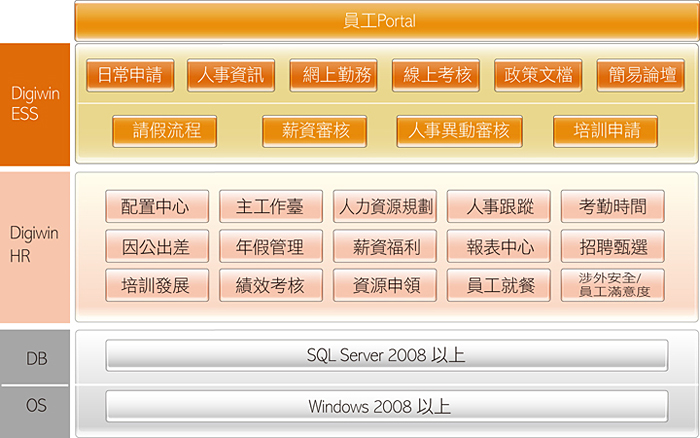 員工Portal
Digiwin
ESS
日常申請 人事資訊 網上勤務 線上考核 政策文檔 簡易論壇
請假流程 薪資審核 人事異動審核 培訓申請
Digiwin
HR
配置中心 主工作臺 人力資源規劃 人事跟蹤 考勤時間
因公出差 年假管理 薪資福利 報表中心 招聘甄選
培訓發展 績效考核 資源申領 員工就餐 涉外安全/
員工滿意度
DB
SQL Server 2008 以上
OS
Windows 2008 以上